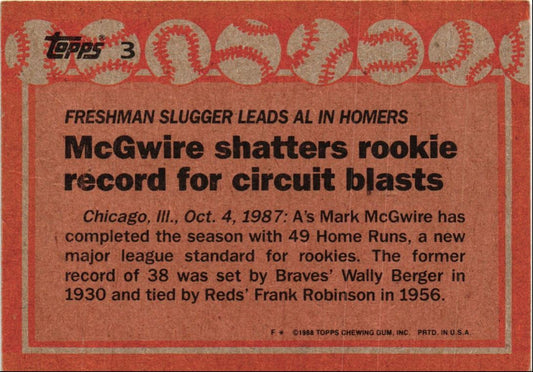 Topps® 3
FRESHMAN SLUGGER LEADS AL IN HOMERS
McGwire shatters rookie
record for circuit blasts
Chicago, Ill., Oct. 4, 1987: A's Mark McGwire has
completed the season with 49 Home Runs, a new
major league standard for rookies. The former
record of 38 was set by Braves' Wally Berger in
1930 and tied by Reds' Frank Robinson in 1956.
F * ©1988 TOPPS CHEWING GUM, INC. PRTD. IN U.S.A.